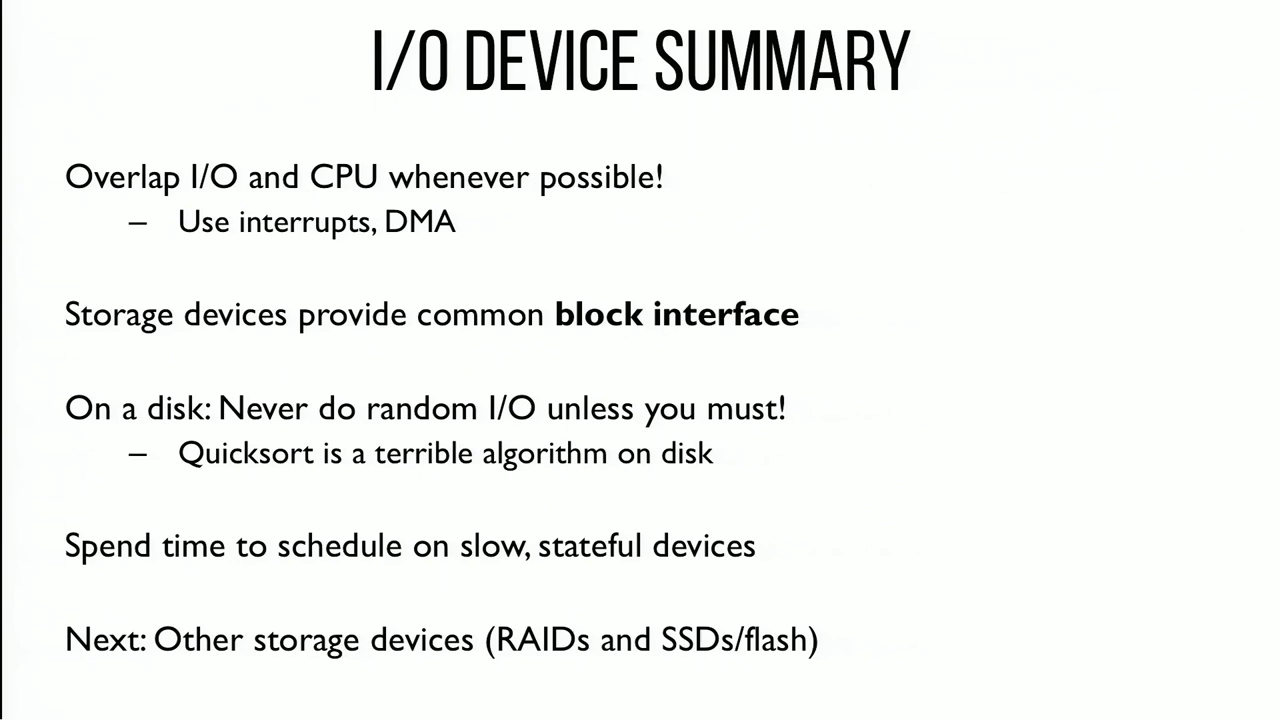 I/O DEVICE SUMMARY
Overlap I/O and CPU whenever possible!
– Use interrupts, DMA
Storage devices provide common block interface
On a disk: Never do random I/O unless you must!
– Quicksort is a terrible algorithm on disk
Spend time to schedule on slow, stateful devices
Next: Other storage devices (RAIDs and SSDs/flash)